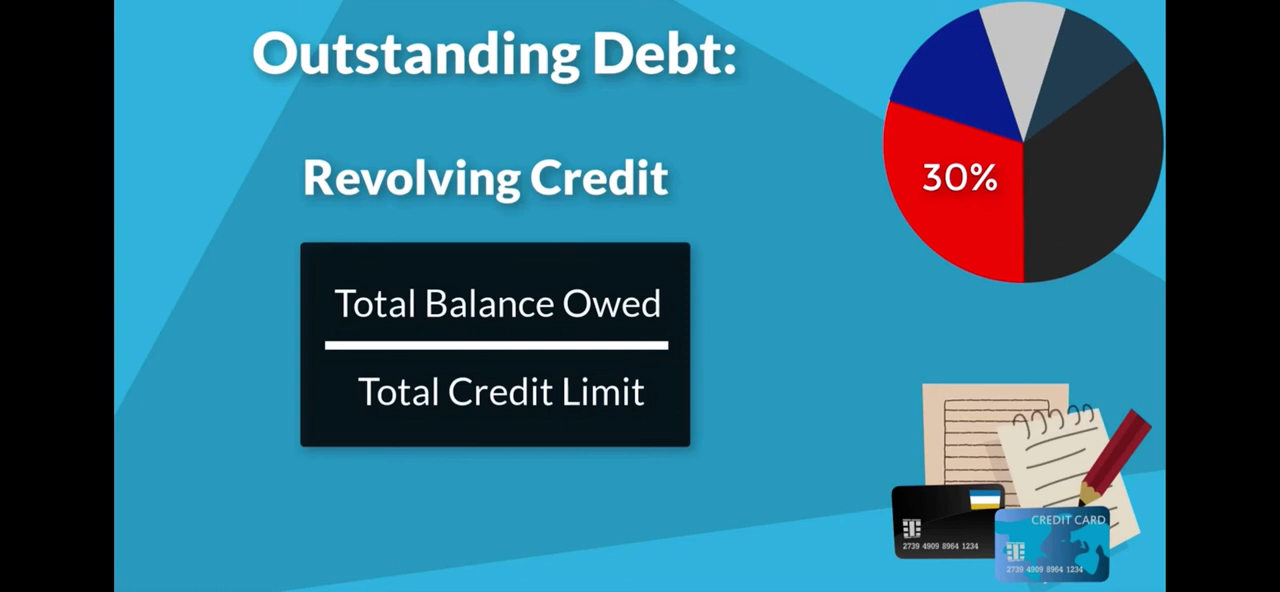 Outstanding Debt:
30%
Revolving Credit
Total Balance Owed
Total Credit Limit
CREDIT CARD
2739 4909 8964 1234
2739 4909 8964 1234